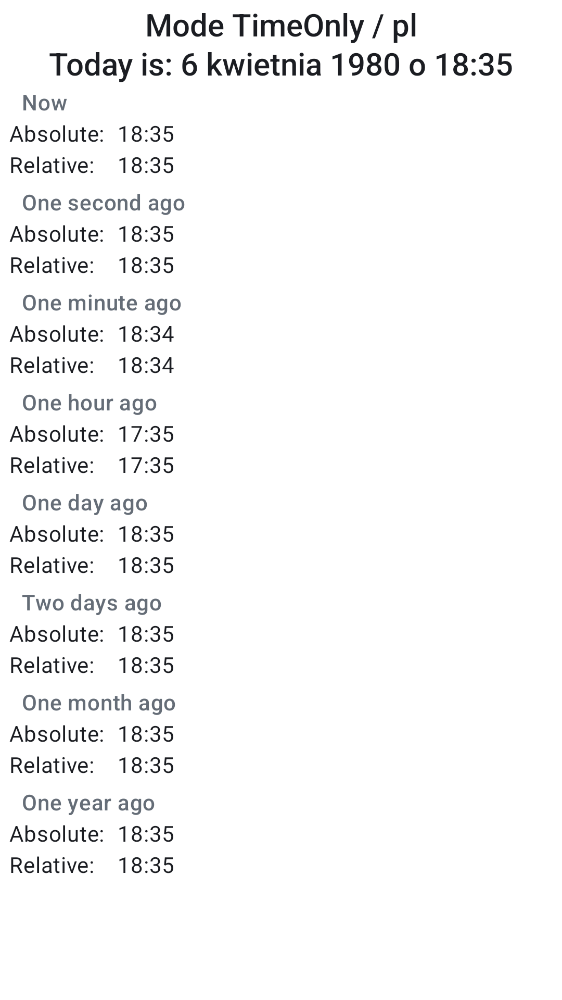 Mode TimeOnly / pl
Today is: 6 kwietnia 1980 o 18:35
Now
Absolute: 18:35
Relative: 18:35
One second ago
Absolute: 18:35
Relative: 18:35
One minute ago
Absolute: 18:34
Relative: 18:34
One hour ago
Absolute: 17:35
Relative: 17:35
One day ago
Absolute: 18:35
Relative: 18:35
Two days ago
Absolute: 18:35
Relative: 18:35
One month ago
Absolute: 18:35
Relative: 18:35
One year ago
Absolute: 18:35
Relative: 18:35